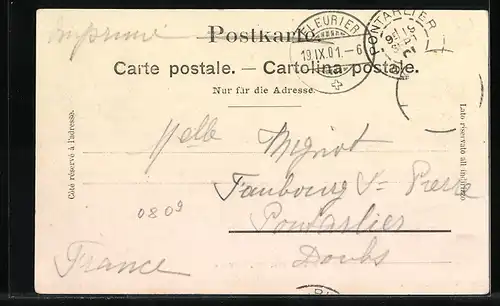 Imprimé
Postkarte
Carte postale. — Cartolina postale.
Nur für die Adresse.
FLEURIER
19.IX.01.-6
PONTARLIER
Côté réservé à l'adresse.
Lato riservato all'indirizzo
Melle Mignot
Faubourg St Pierre
Pontarlier
Doubs
0809
France